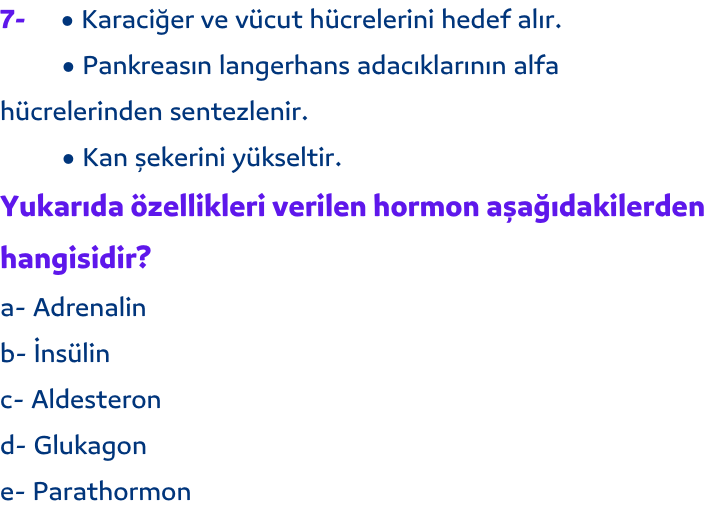 7- • Karaciğer ve vücut hücrelerini hedef alır.
• Pankreasın langerhans adacıklarının alfa
hücrelerinden sentezlenir.
• Kan şekerini yükseltir.
Yukarıda özellikleri verilen hormon aşağıdakilerden
hangisidir?
a- Adrenalin
b- İnsülin
c- Aldesteron
d- Glukagon
e- Parathormon